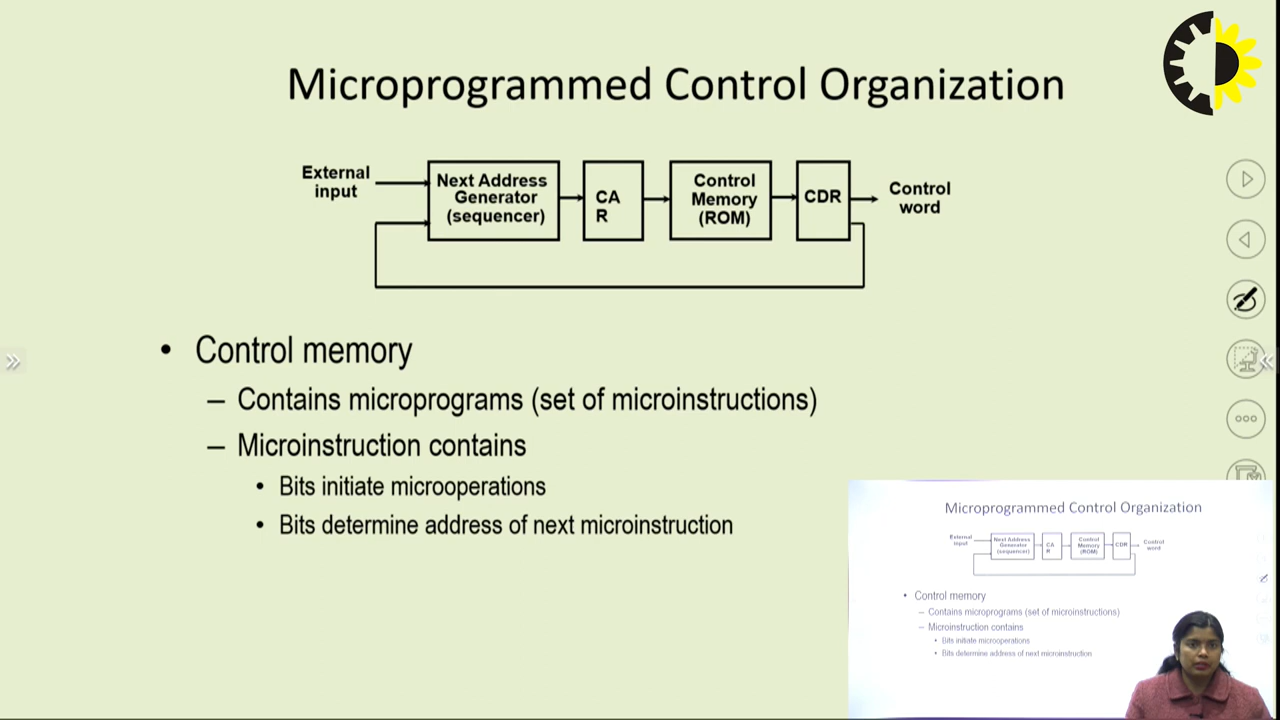 Microprogrammed Control Organization
External
input
Next Address
Generator
(sequencer)
CA
R
Control
Memory
(ROM)
CDR
Control
word
• Control memory
– Contains microprograms (set of microinstructions)
– Microinstruction contains
• Bits initiate microoperations
• Bits determine address of next microinstruction
Microprogrammed Control Organization
External
input
Next Address
Generator
(sequencer)
CA
R
Control
Memory
(ROM)
CDR
Control
word
• Control memory
– Contains microprograms (set of microinstructions)
– Microinstruction contains
• Bits initiate microoperations
• Bits determine address of next microinstruction